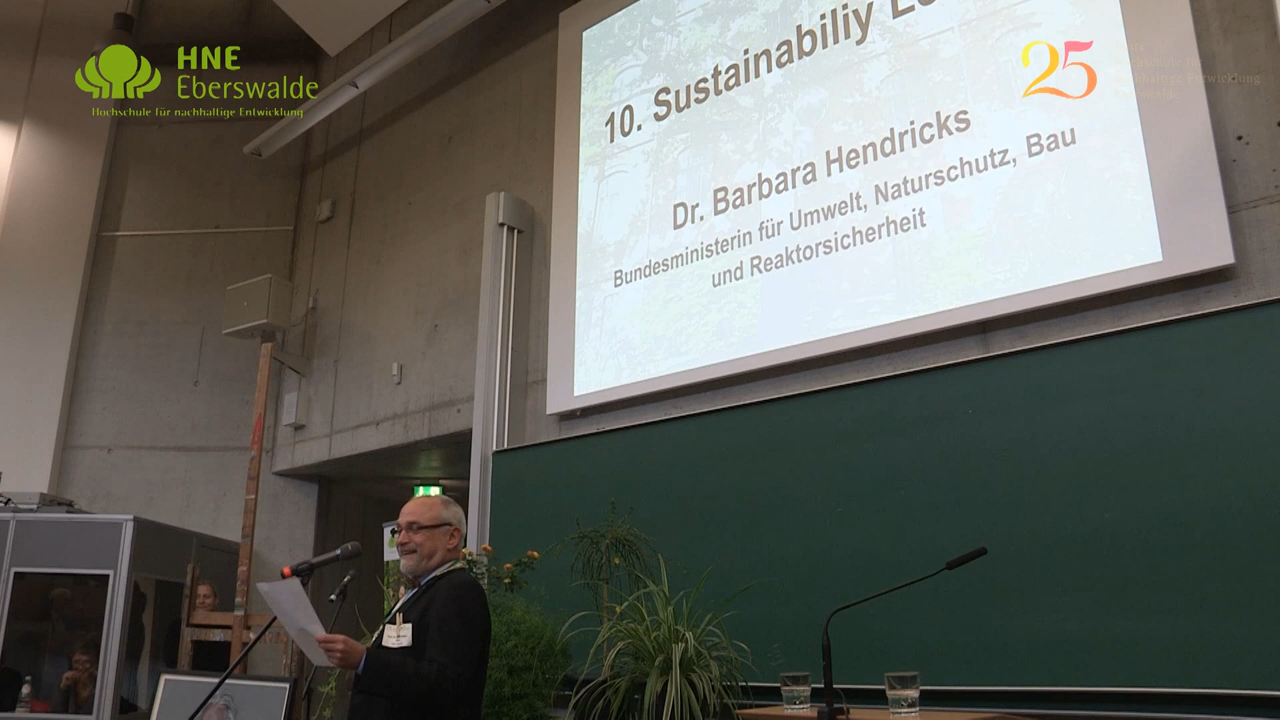 HNE
Eberswalde
Hochschule für nachhaltige Entwicklung
25
10. Sustainabiliy
Dr. Barbara Hendricks
Bundesministerin für Umwelt, Naturschutz, Bau
und Reaktorsicherheit